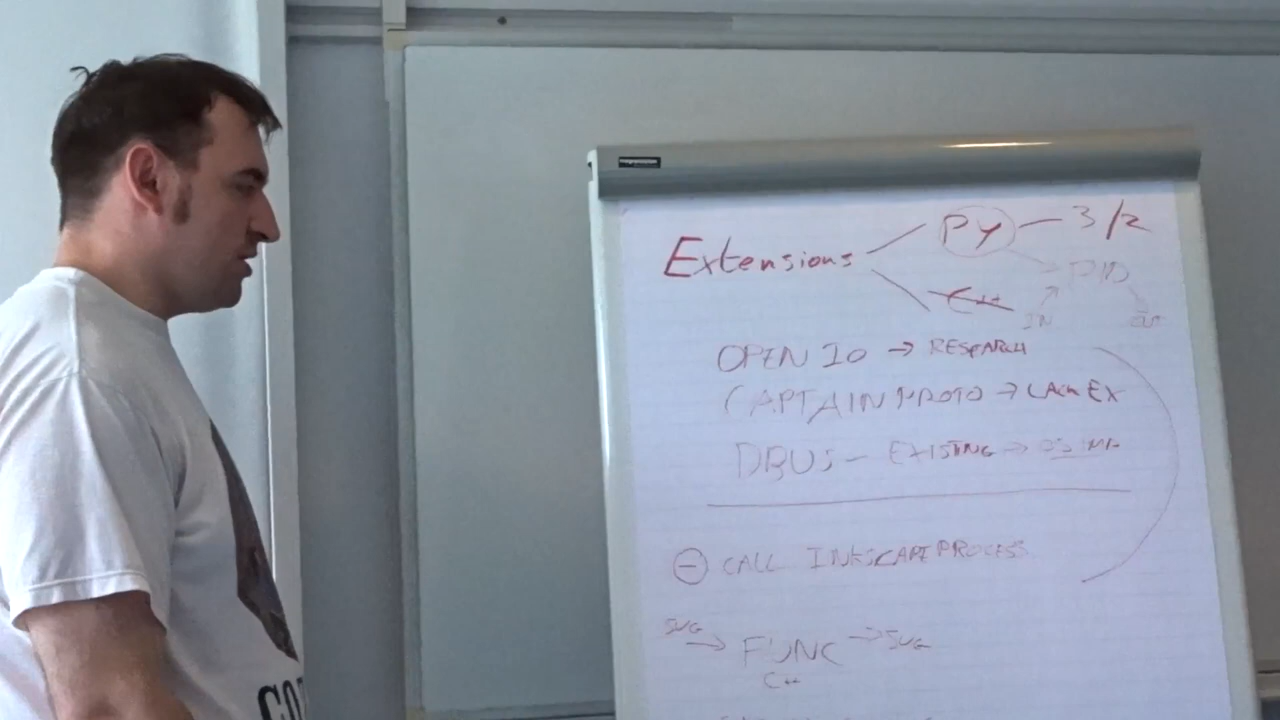 Extensions PY — 3/2
PID
C++
IN OUT
OPEN IO → RESEARCH
CAPTAIN PROTO → LACK EX
DBUS — EXISTING →
⊖ CALL INKSCAPE PROCESS
SVG → FUNC → SVG
C++